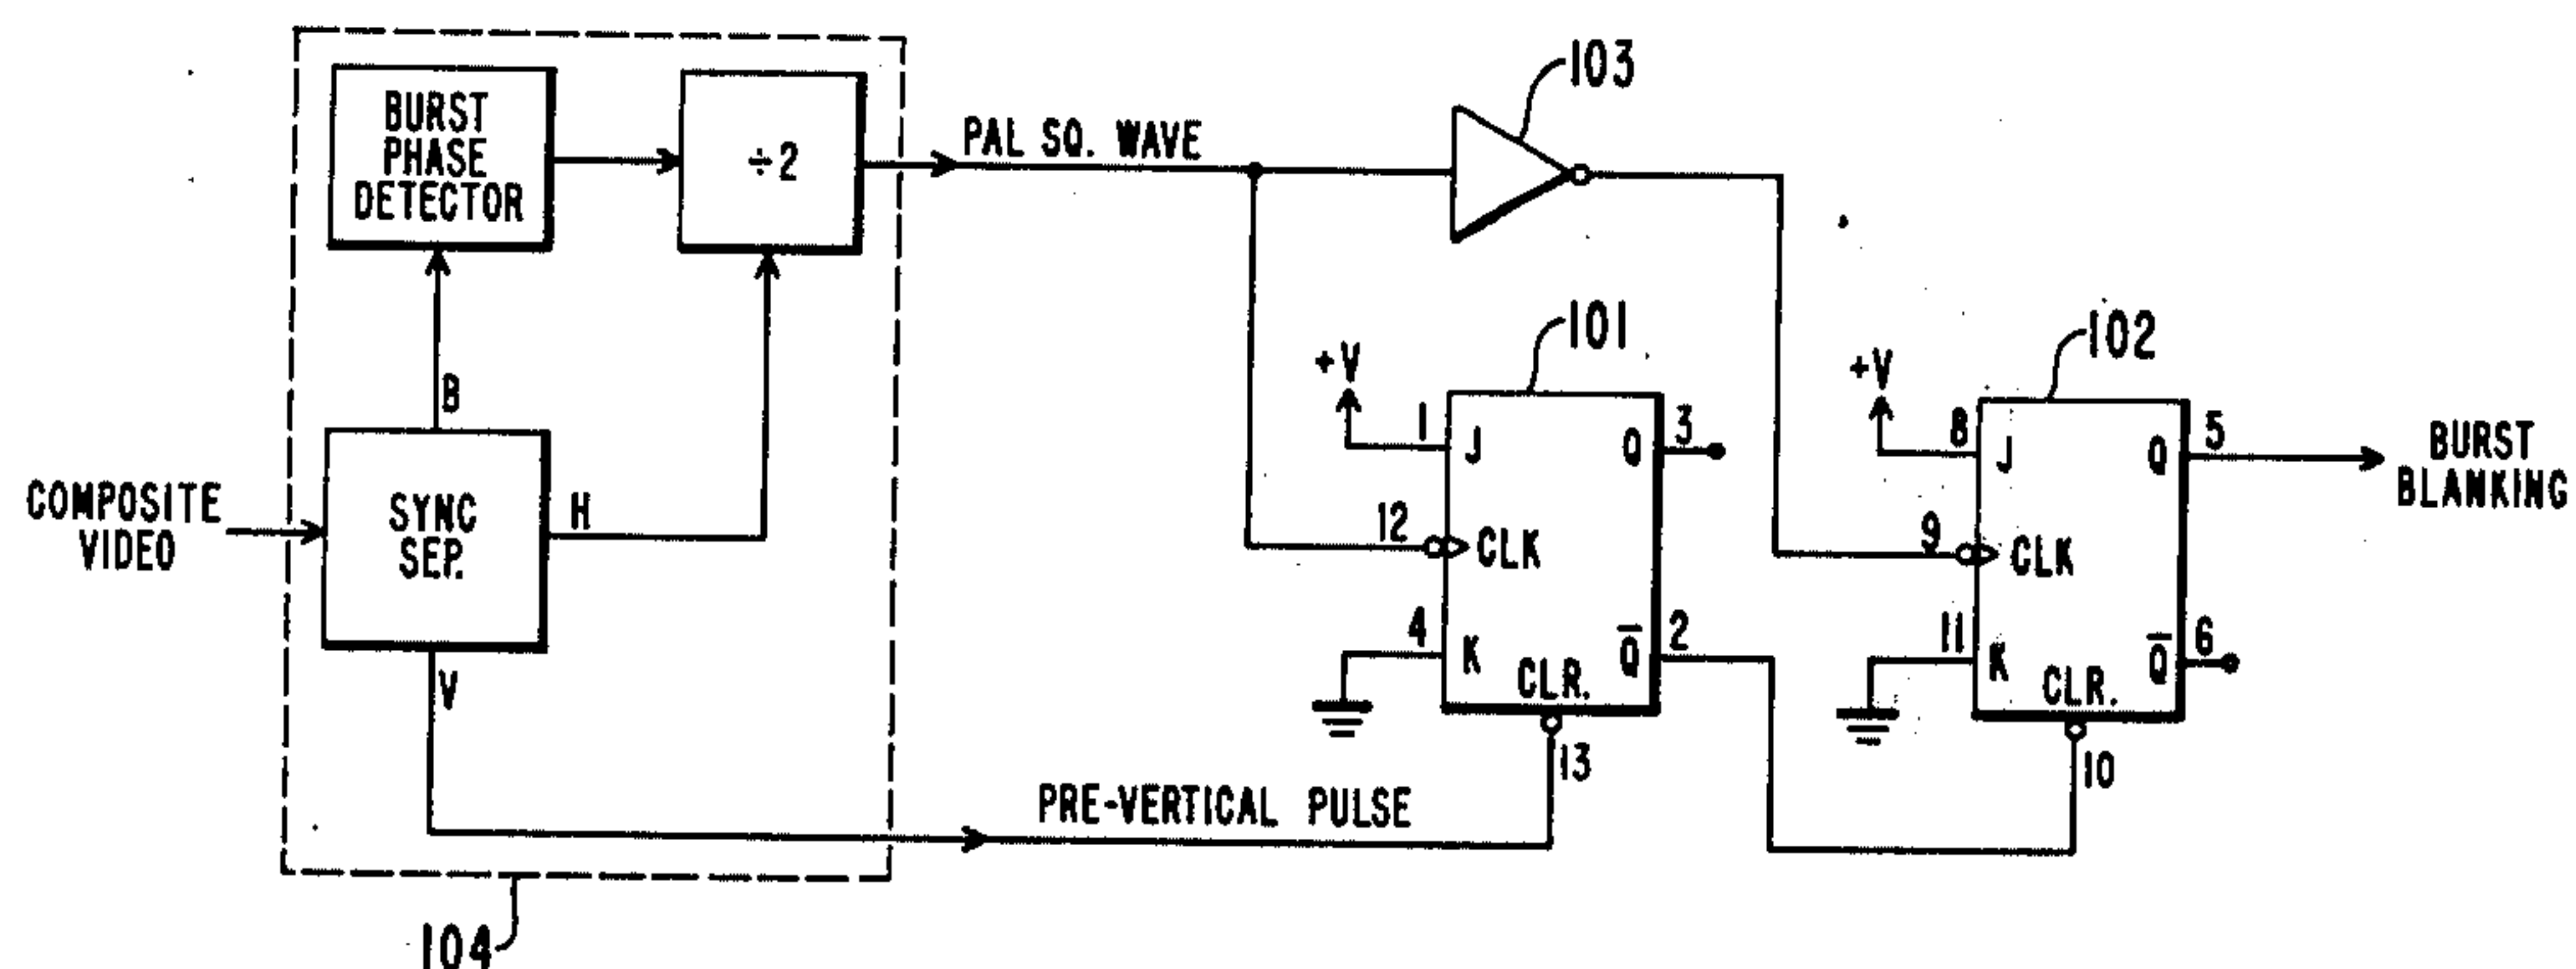 BURST
PHASE
DETECTOR
÷2
PAL SQ. WAVE
103
B
COMPOSITE
VIDEO
SYNC
SEP.
H
V
104
PRE-VERTICAL PULSE
101
+V
1
J
Q
3
12
CLK
4
K
Q̅
2
CLR.
13
102
+V
8
J
Q
5
BURST
BLANKING
9
CLK
11
K
Q̅
6
CLR.
10